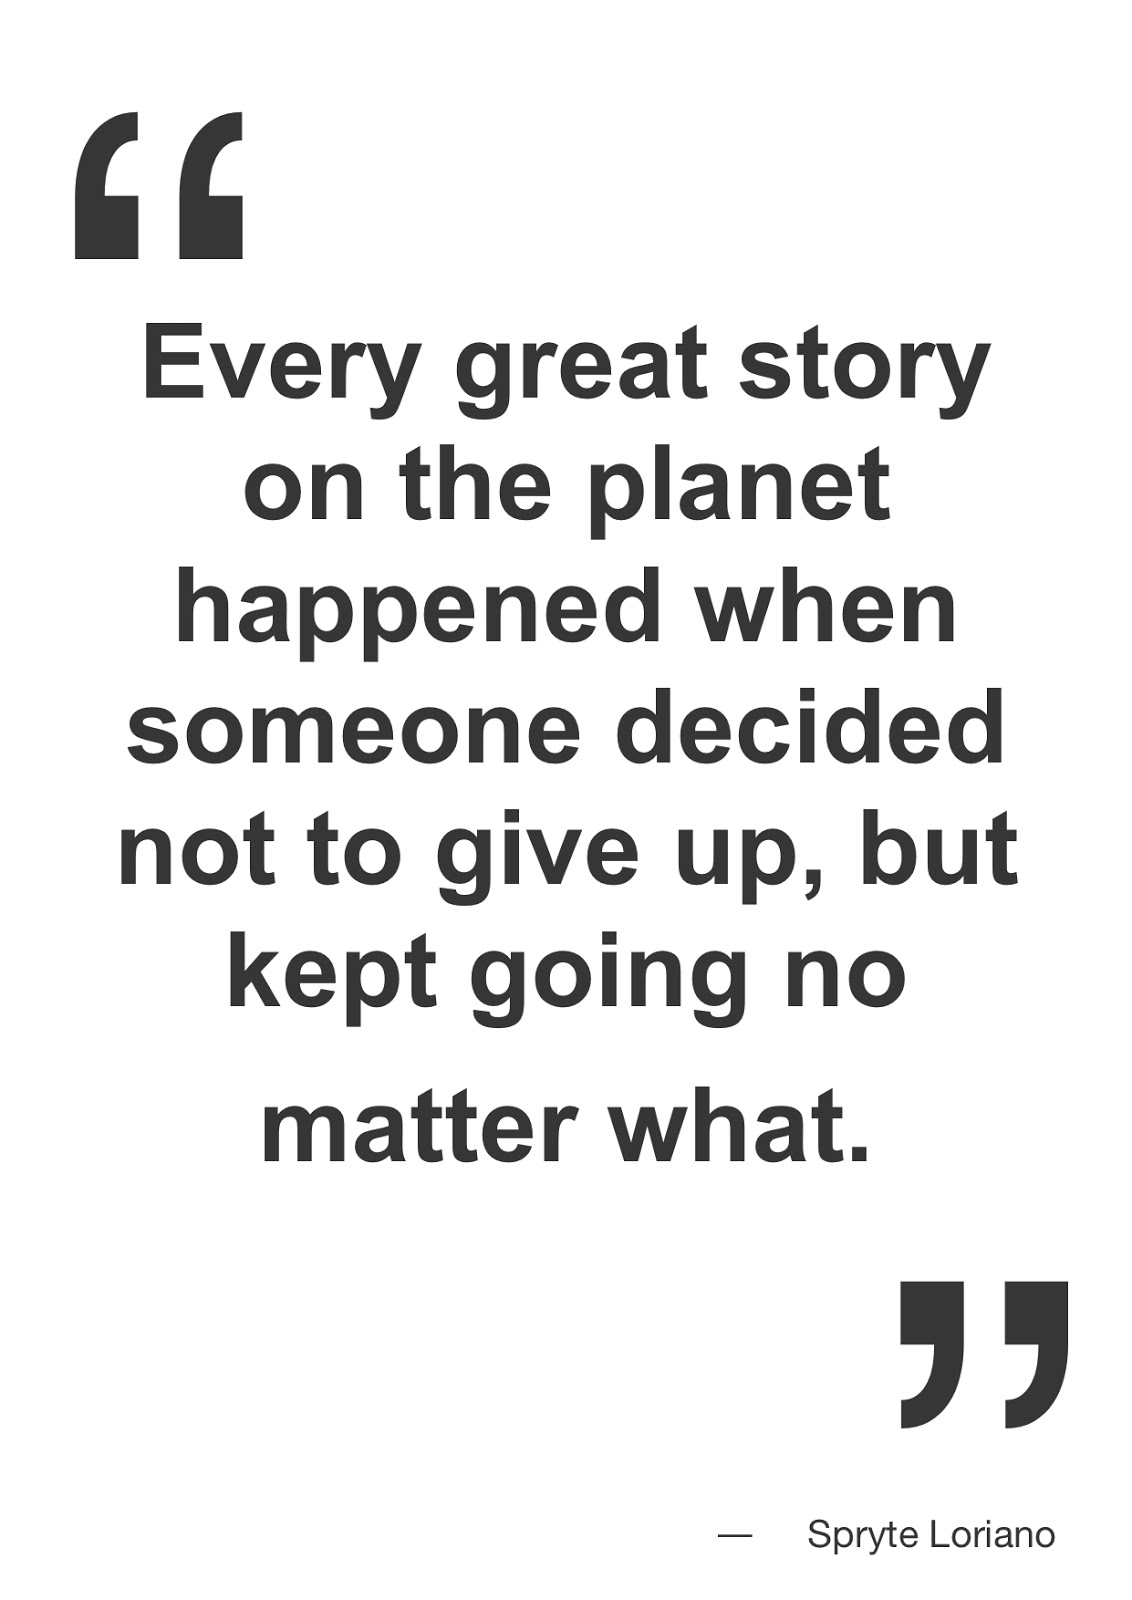 “
Every great story
on the planet
happened when
someone decided
not to give up, but
kept going no
matter what.
”
— Spryte Loriano